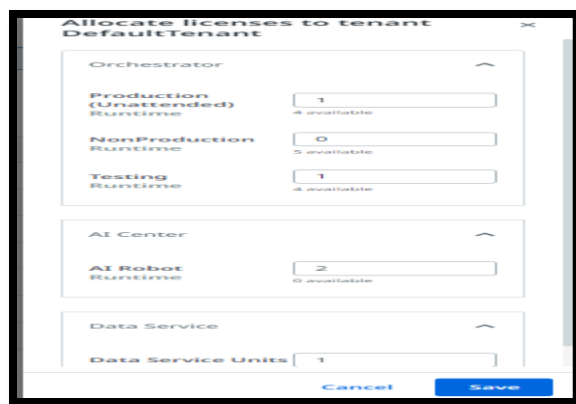 Allocate licenses to tenant
DefaultTenant
Orchestrator
Production
(Unattended)
Runtime
1
4 available
NonProduction
Runtime
0
5 available
Testing
Runtime
1
4 available
AI Center
AI Robot
Runtime
2
0 available
Data Service
Data Service Units
1
Cancel
Save